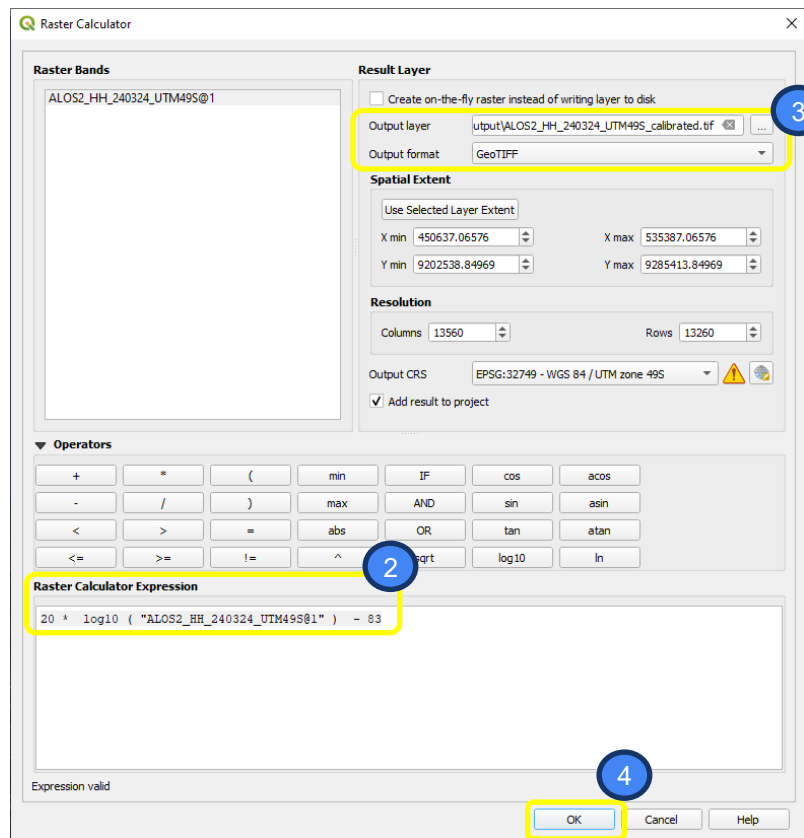 Raster Calculator
Raster Bands
ALOS2_HH_240324_UTM49S@1
Result Layer
Create on-the-fly raster instead of writing layer to disk
3
Output layer utput\ALOS2_HH_240324_UTM49S_calibrated.tif ...
Output format GeoTIFF
Spatial Extent
Use Selected Layer Extent
X min 450637.06576 X max 535387.06576
Y min 9202538.84969 Y max 9285413.84969
Resolution
Columns 13560 Rows 13260
Output CRS EPSG:32749 - WGS 84 / UTM zone 49S
Add result to project
Operators
+ * ( min IF cos acos
- / ) max AND sin asin
< > = abs OR tan atan
<= >= != ^ sqrt log10 ln
2
Raster Calculator Expression
20 * log10 ( "ALOS2_HH_240324_UTM49S@1" ) - 83
Expression valid
4
OK Cancel Help